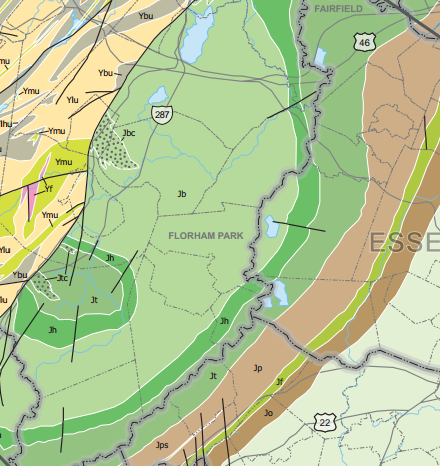 FAIRFIELD
Ybu
46
Ybu
Ymu
Ylu
287
Ymu
Jbc
Ymu
Yf
Jb
Ymu
FLORHAM PARK
ESSE
Ylu
Jh
Ybu
Jtc
Jt
Jh
Jh
Jt
Jp
Jf
Jo
22
Jps